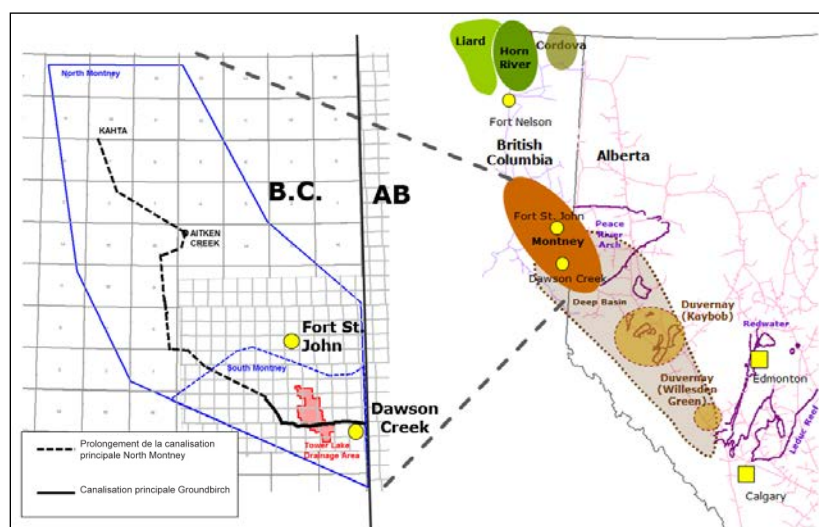 North Montney
KAHTA
B.C.
AB
AITKEN
CREEK
Fort St.
John
South Montney
Dawson
Creek
Tower Lake
Drainage Area
Prolongement de la canalisation
principale North Montney
Canalisation principale Groundbirch
Liard
Horn
River
Cordova
Fort Nelson
British
Columbia
Alberta
Fort St. John
Montney
Peace
River
Arch
Dawson Creek
Deep Basin
Duvernay
(Kaybob)
Redwater
Edmonton
Duvernay
(Willesden
Green)
Leduc Reef
Calgary